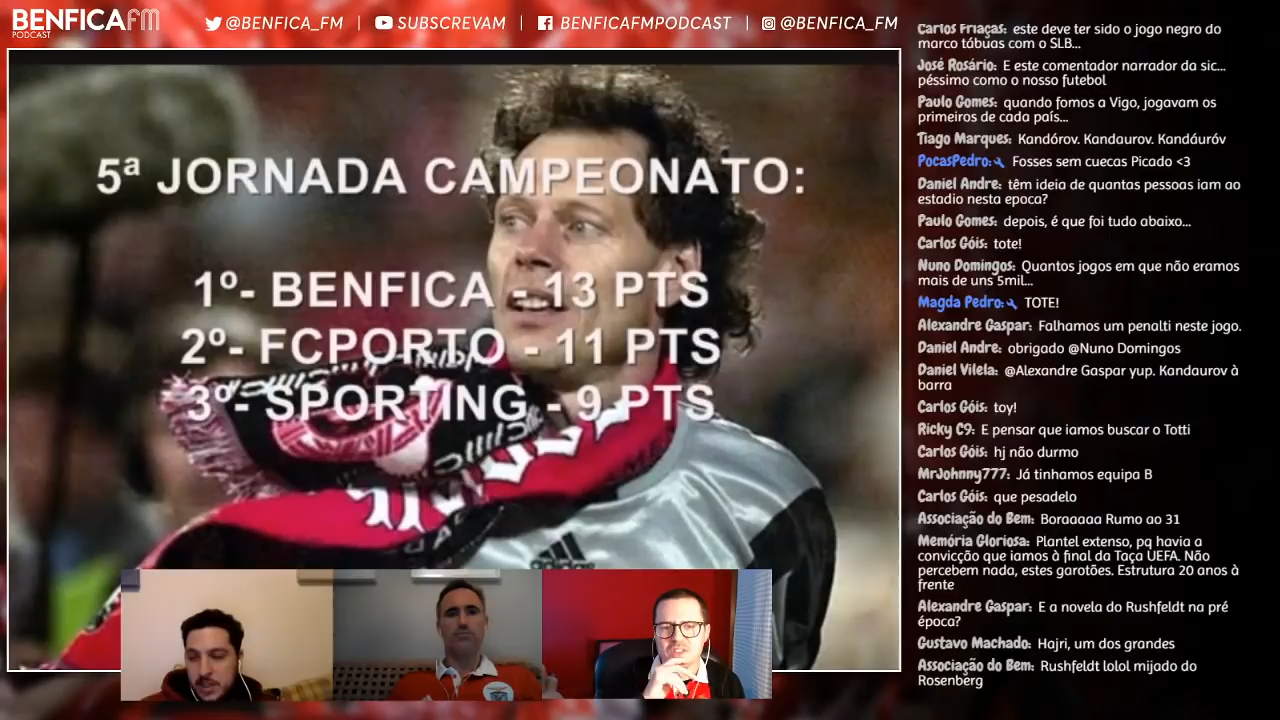 BENFICAFM
PODCAST
@BENFICA_FM | SUBSCREVAM | BENFICAFMPODCAST | @BENFICA_FM
5ª JORNADA CAMPEONATO:
1º- BENFICA - 13 PTS
2º- FCPORTO - 11 PTS
3º- SPORTING - 9 PTS
Carlos Friaças: este deve ter sido o jogo negro do
marco tábuas com o SLB...
José Rosário: E este comentador narrador da sic...
péssimo como o nosso futebol
Paulo Gomes: quando fomos a Vigo, jogavam os
primeiros de cada país...
Tiago Marques: Kandórov. Kandaurov. Kandáuróv
PocasPedro: Fosses sem cuecas Picado <3
Daniel Andre: têm ideia de quantas pessoas iam ao
estadio nesta epoca?
Paulo Gomes: depois, é que foi tudo abaixo...
Carlos Góis: tote!
Nuno Domingos: Quantos jogos em que não eramos
mais de uns 5mil...
Magda Pedro: TOTE!
Alexandre Gaspar: Falhamos um penalti neste jogo.
Daniel Andre: obrigado @Nuno Domingos
Daniel Vilela: @Alexandre Gaspar yup. Kandaurov à
barra
Carlos Góis: toy!
Ricky C9: E pensar que iamos buscar o Totti
Carlos Góis: hj não durmo
MrJohnny777: Já tinhamos equipa B
Carlos Góis: que pesadelo
Associação do Bem: Boraaaaa Rumo ao 31
Memória Gloriosa: Plantel extenso, pq havia a
convicção que iamos à final da Taça UEFA. Não
percebem nada, estes garotões. Estrutura 20 anos à
frente
Alexandre Gaspar: E a novela do Rushfeldt na pré
época?
Gustavo Machado: Hajri, um dos grandes
Associação do Bem: Rushfeldt lolol mijado do
Rosenberg